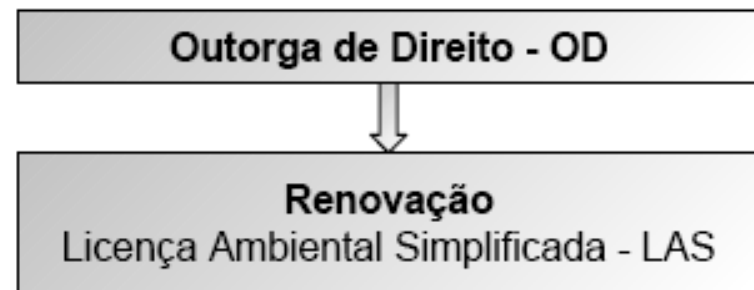 Outorga de Direito - OD
Renovação
Licença Ambiental Simplificada - LAS